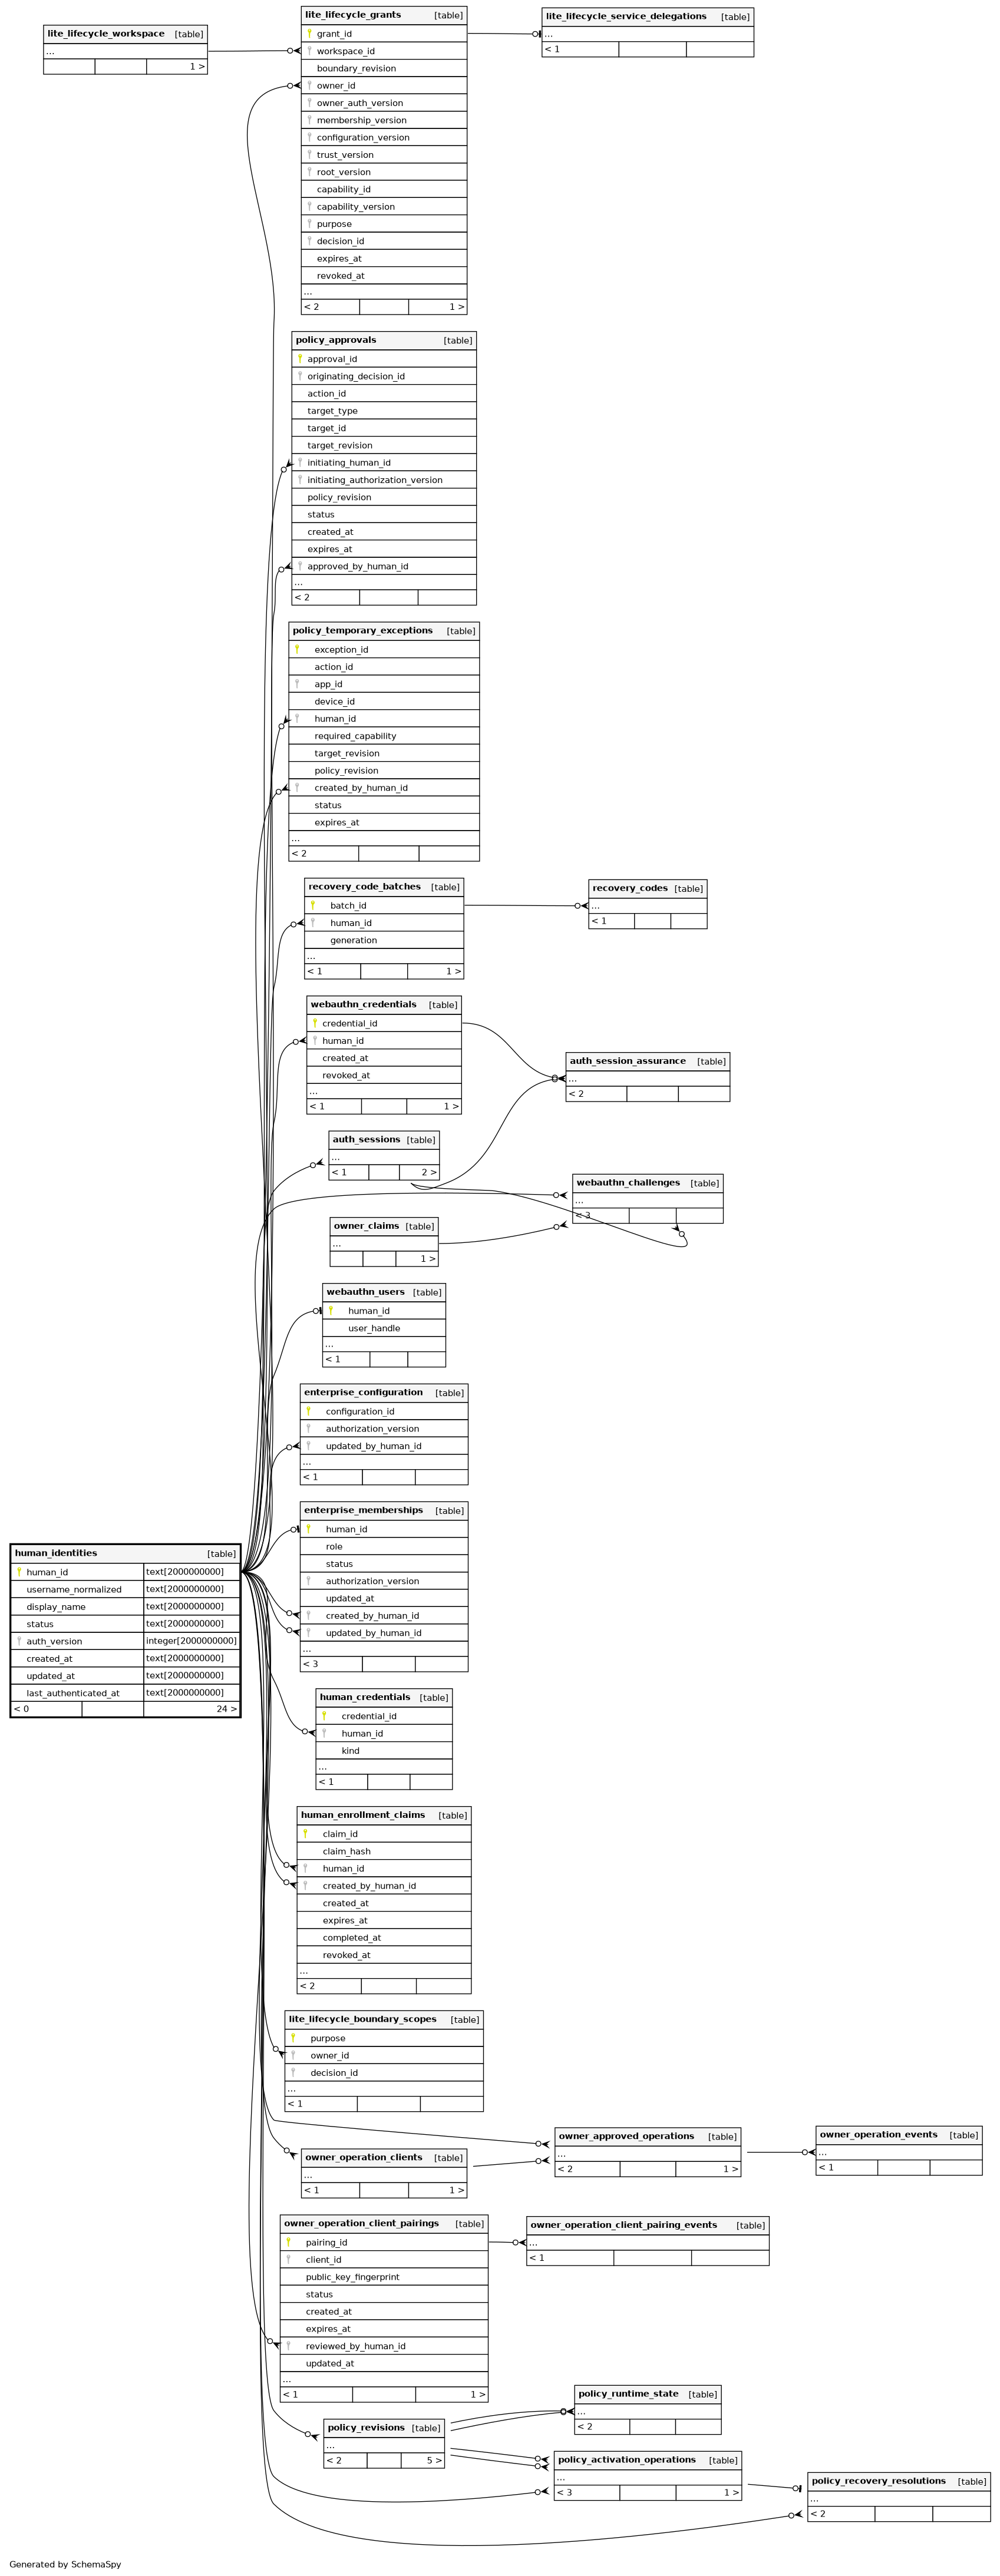 lite_lifecycle_workspace [table]
...
1 >
lite_lifecycle_grants [table]
grant_id
workspace_id
boundary_revision
owner_id
owner_auth_version
membership_version
configuration_version
trust_version
root_version
capability_id
capability_version
purpose
decision_id
expires_at
revoked_at
...
< 2 1 >
lite_lifecycle_service_delegations [table]
...
< 1
policy_approvals [table]
approval_id
originating_decision_id
action_id
target_type
target_id
target_revision
initiating_human_id
initiating_authorization_version
policy_revision
status
created_at
expires_at
approved_by_human_id
...
< 2
policy_temporary_exceptions [table]
exception_id
action_id
app_id
device_id
human_id
required_capability
target_revision
policy_revision
created_by_human_id
status
expires_at
...
< 2
recovery_code_batches [table]
batch_id
human_id
generation
...
< 1 1 >
recovery_codes [table]
...
< 1
webauthn_credentials [table]
credential_id
human_id
created_at
revoked_at
...
< 1 1 >
auth_session_assurance [table]
...
< 2
auth_sessions [table]
...
< 1 2 >
webauthn_challenges [table]
...
< 3
owner_claims [table]
...
1 >
webauthn_users [table]
human_id
user_handle
...
< 1
enterprise_configuration [table]
configuration_id
authorization_version
updated_by_human_id
...
< 1
enterprise_memberships [table]
human_id
role
status
authorization_version
updated_at
created_by_human_id
updated_by_human_id
...
< 3
human_identities [table]
human_id text[2000000000]
username_normalized text[2000000000]
display_name text[2000000000]
status text[2000000000]
auth_version integer[2000000000]
created_at text[2000000000]
updated_at text[2000000000]
last_authenticated_at text[2000000000]
< 0 24 >
human_credentials [table]
credential_id
human_id
kind
...
< 1
human_enrollment_claims [table]
claim_id
claim_hash
human_id
created_by_human_id
created_at
expires_at
completed_at
revoked_at
...
< 2
lite_lifecycle_boundary_scopes [table]
purpose
owner_id
decision_id
...
< 1
owner_approved_operations [table]
...
< 2 1 >
owner_operation_events [table]
...
< 1
owner_operation_clients [table]
...
< 1 1 >
owner_operation_client_pairings [table]
pairing_id
client_id
public_key_fingerprint
status
created_at
expires_at
reviewed_by_human_id
updated_at
...
< 1 1 >
owner_operation_client_pairing_events [table]
...
< 1
policy_runtime_state [table]
...
< 2
policy_revisions [table]
...
< 2 5 >
policy_activation_operations [table]
...
< 3 1 >
policy_recovery_resolutions [table]
...
< 2
Generated by SchemaSpy